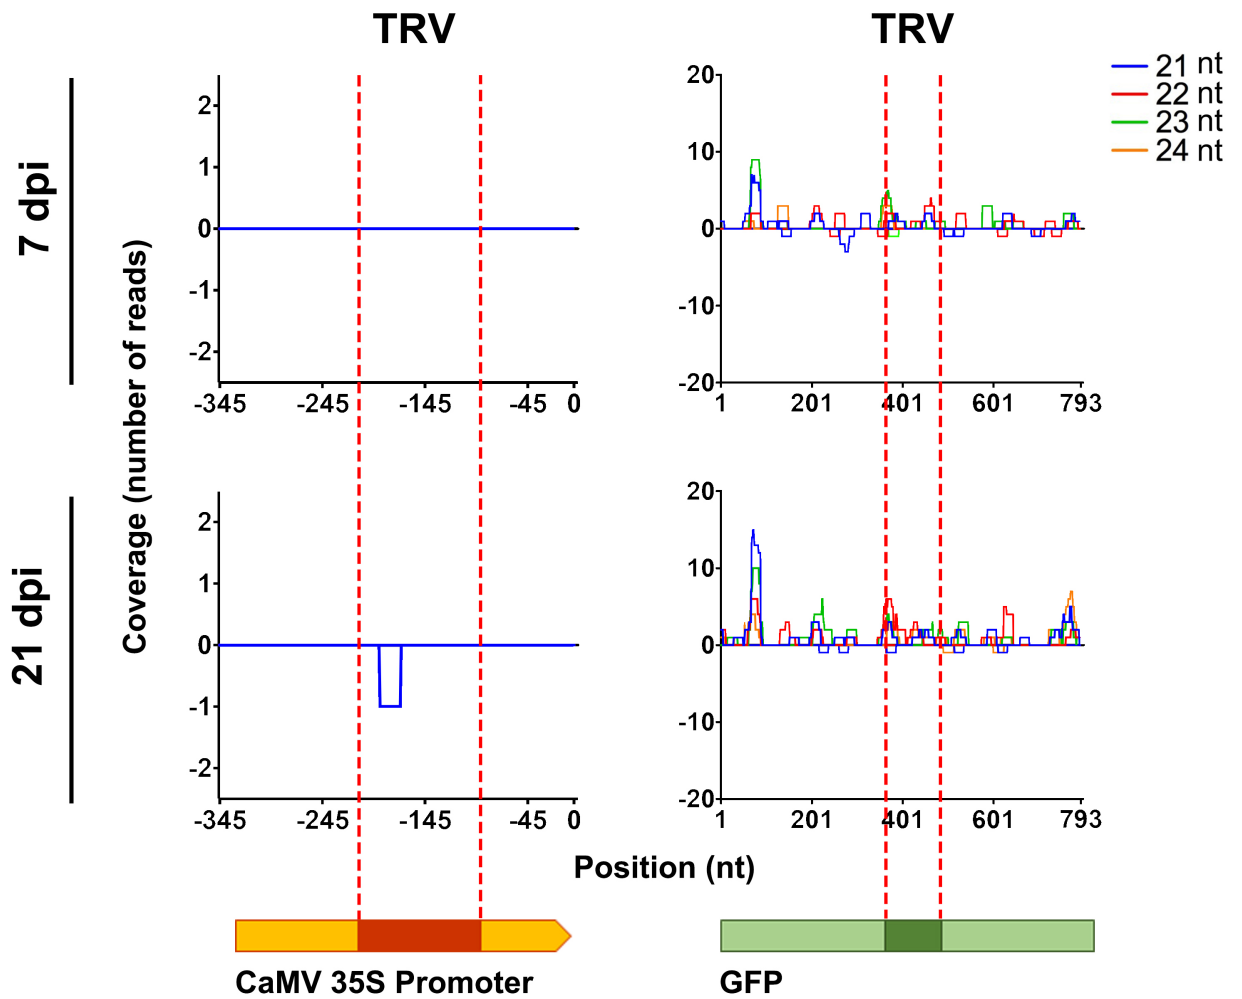 TRV
TRV
21 nt
22 nt
23 nt
24 nt
7 dpi
21 dpi
Coverage (number of reads)
2
1
0
-1
-2
-345 -245 -145 -45 0
20
10
0
-10
-20
1 201 401 601 793
2
1
0
-1
-2
-345 -245 -145 -45 0
20
10
0
-10
-20
1 201 401 601 793
Position (nt)
CaMV 35S Promoter
GFP